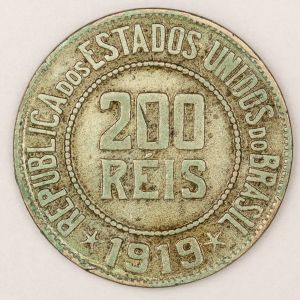 REPUBLICA DOS ESTADOS UNIDOS DO BRASIL
200
RÉIS
1919